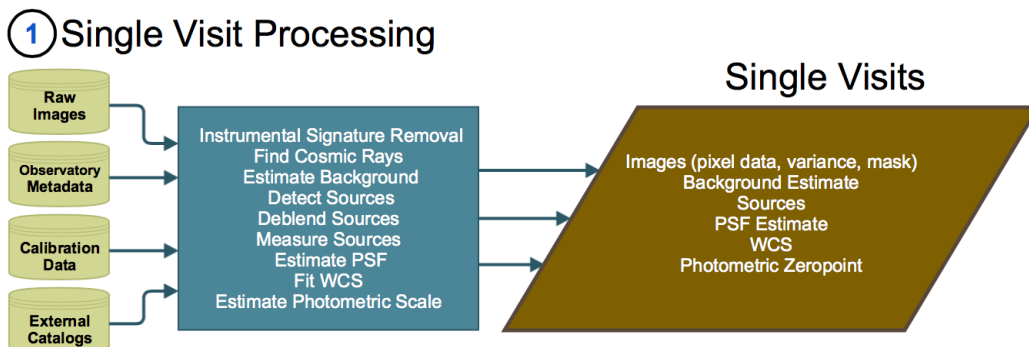 1 Single Visit Processing
Raw
Images
Observatory
Metadata
Calibration
Data
External
Catalogs
Instrumental Signature Removal
Find Cosmic Rays
Estimate Background
Detect Sources
Deblend Sources
Measure Sources
Estimate PSF
Fit WCS
Estimate Photometric Scale
Single Visits
Images (pixel data, variance, mask)
Background Estimate
Sources
PSF Estimate
WCS
Photometric Zeropoint